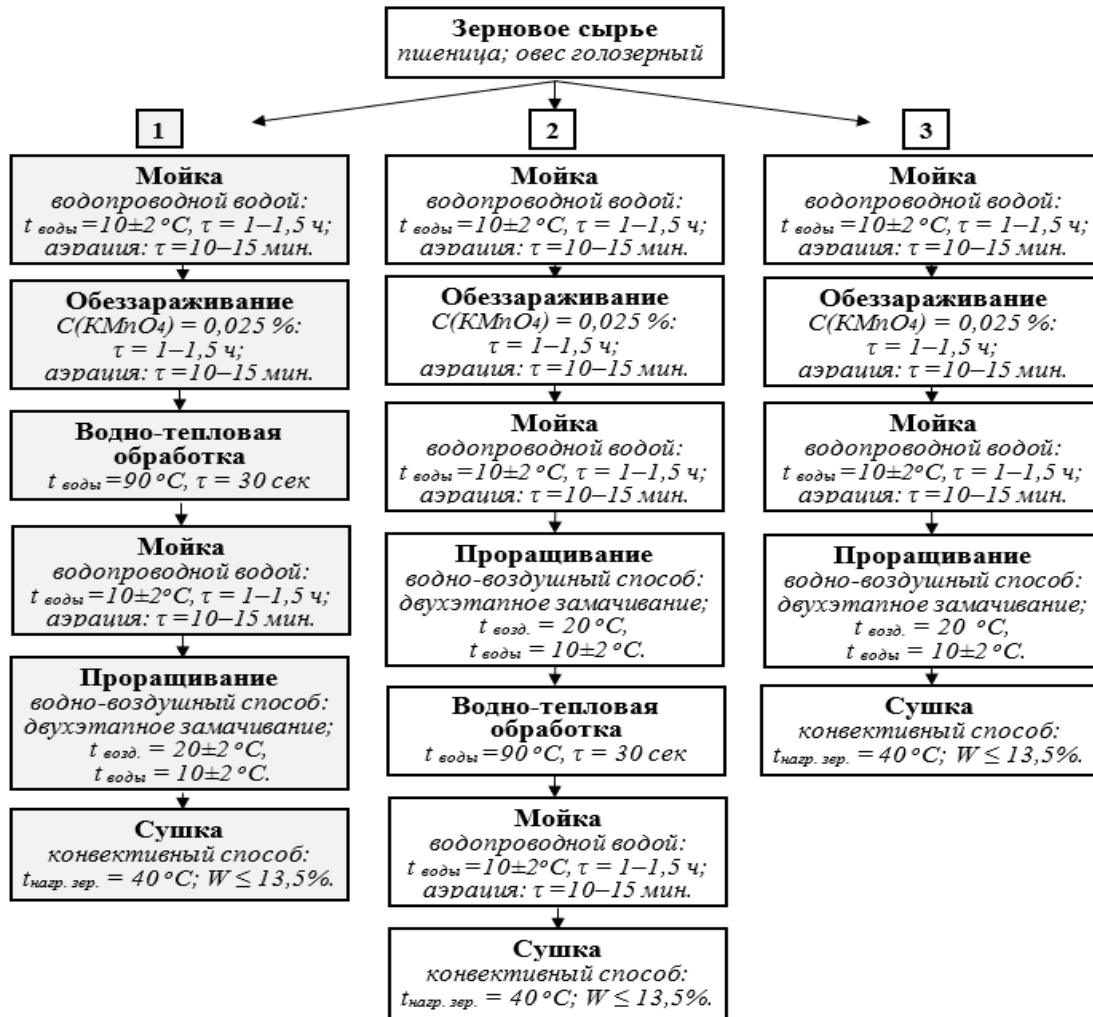 Зерновое сырье
пшеница; овес голозерный
1
Мойка
водопроводной водой:
t воды =10±2 °C, τ = 1–1,5 ч;
аэрация: τ =10–15 мин.
Обеззараживание
C(KMnO₄) = 0,025 %:
τ = 1–1,5 ч;
аэрация: τ =10–15 мин.
Водно-тепловая
обработка
t воды =90 °C, τ = 30 сек
Мойка
водопроводной водой:
t воды =10±2°C, τ = 1–1,5 ч;
аэрация: τ =10–15 мин.
Проращивание
водно-воздушный способ:
двухэтапное замачивание;
t возд. = 20±2 °C,
t воды = 10±2 °C.
Сушка
конвективный способ:
tнагр. зер. = 40 °C; W ≤ 13,5%.
2
Мойка
водопроводной водой:
t воды =10±2 °C, τ = 1–1,5 ч;
аэрация: τ =10–15 мин.
Обеззараживание
C(KMnO₄) = 0,025 %:
τ = 1–1,5 ч;
аэрация: τ =10–15 мин.
Мойка
водопроводной водой:
t воды =10±2 °C, τ = 1–1,5 ч;
аэрация: τ =10–15 мин.
Проращивание
водно-воздушный способ:
двухэтапное замачивание;
t возд. = 20 °C,
t воды = 10±2 °C.
Водно-тепловая
обработка
t воды =90 °C, τ = 30 сек
Мойка
водопроводной водой:
t воды =10±2°C, τ = 1–1,5 ч;
аэрация: τ =10–15 мин.
Сушка
конвективный способ:
tнагр. зер. = 40 °C; W ≤ 13,5%.
3
Мойка
водопроводной водой:
t воды =10±2 °C, τ = 1–1,5 ч;
аэрация: τ =10–15 мин.
Обеззараживание
C(KMnO₄) = 0,025 %:
τ = 1–1,5 ч;
аэрация: τ =10–15 мин.
Мойка
водопроводной водой:
t воды =10±2°C, τ = 1–1,5 ч;
аэрация: τ =10–15 мин.
Проращивание
водно-воздушный способ:
двухэтапное замачивание;
t возд. = 20 °C,
t воды = 10±2 °C.
Сушка
конвективный способ:
tнагр. зер. = 40 °C; W ≤ 13,5%.